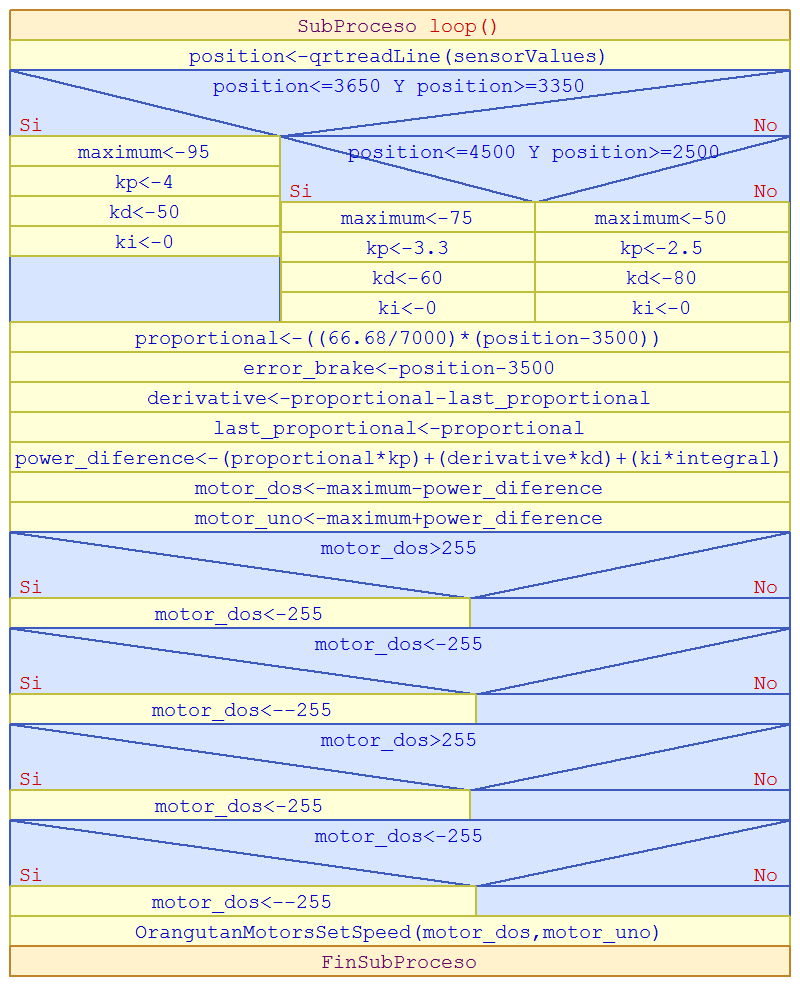 SubProceso loop()
position<-qrtreadLine(sensorValues)
position<=3650 Y position>=3350
Si No
maximum<-95
position<=4500 Y position>=2500
kp<-4
Si No
kd<-50
maximum<-75 maximum<-50
ki<-0
kp<-3.3 kp<-2.5
kd<-60 kd<-80
ki<-0 ki<-0
proportional<-((66.68/7000)*(position-3500))
error_brake<-position-3500
derivative<-proportional-last_proportional
last_proportional<-proportional
power_diference<-(proportional*kp)+(derivative*kd)+(ki*integral)
motor_dos<-maximum-power_diference
motor_uno<-maximum+power_diference
motor_dos>255
Si No
motor_dos<-255
motor_dos<-255
Si No
motor_dos<--255
motor_dos>255
Si No
motor_dos<-255
motor_dos<-255
Si No
motor_dos<--255
OrangutanMotorsSetSpeed(motor_dos,motor_uno)
FinSubProceso